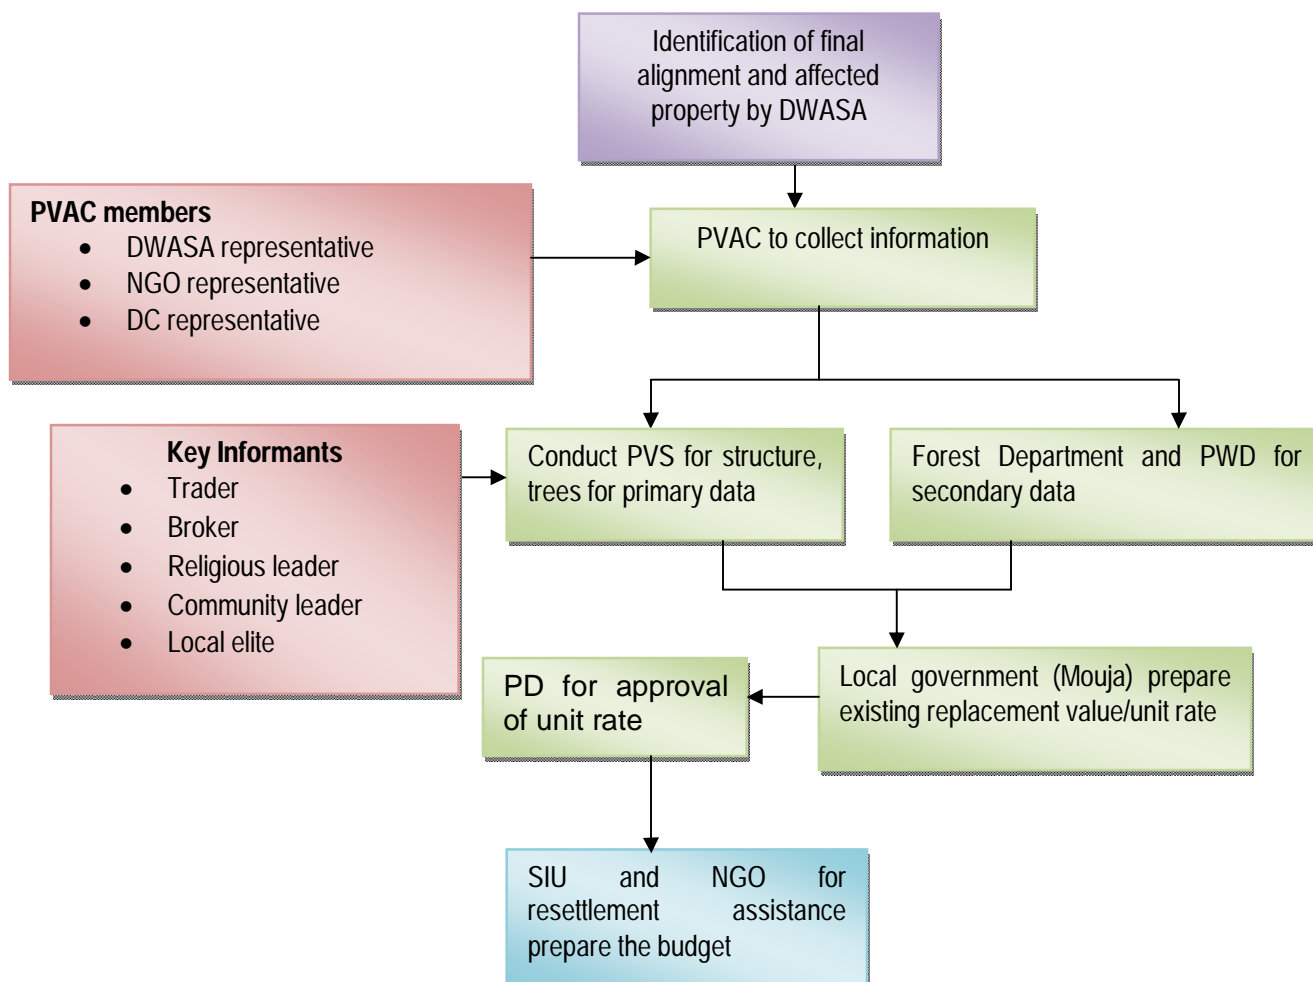 Identification of final
alignment and affected
property by DWASA
PVAC members
• DWASA representative
• NGO representative
• DC representative
PVAC to collect information
Key Informants
• Trader
• Broker
• Religious leader
• Community leader
• Local elite
Conduct PVS for structure,
trees for primary data
Forest Department and PWD for
secondary data
PD for approval
of unit rate
Local government (Mouja) prepare
existing replacement value/unit rate
SIU and NGO for
resettlement assistance
prepare the budget